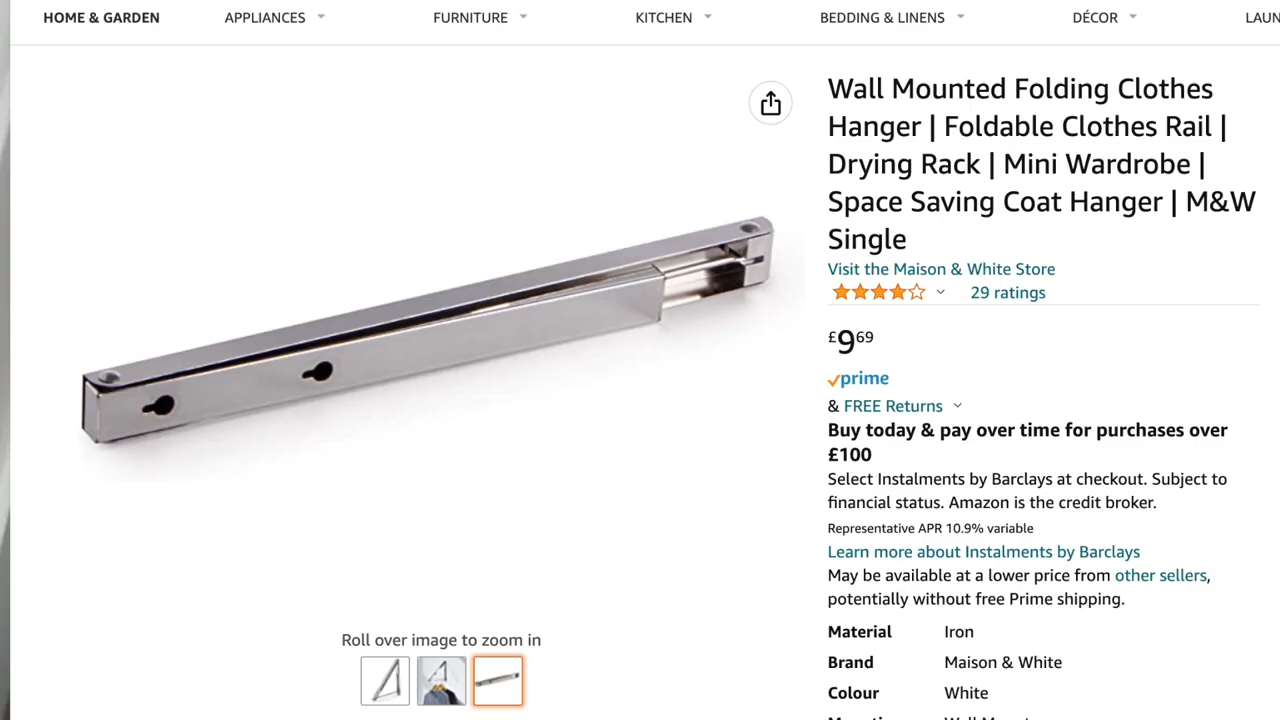 HOME & GARDEN APPLIANCES FURNITURE KITCHEN BEDDING & LINENS DÉCOR
Wall Mounted Folding Clothes
Hanger | Foldable Clothes Rail |
Drying Rack | Mini Wardrobe |
Space Saving Coat Hanger | M&W
Single
Visit the Maison & White Store
29 ratings
£969
prime
& FREE Returns
Buy today & pay over time for purchases over
£100
Select Instalments by Barclays at checkout. Subject to
financial status. Amazon is the credit broker.
Representative APR 10.9% variable
Learn more about Instalments by Barclays
May be available at a lower price from other sellers,
potentially without free Prime shipping.
Material Iron
Brand Maison & White
Colour White
Roll over image to zoom in